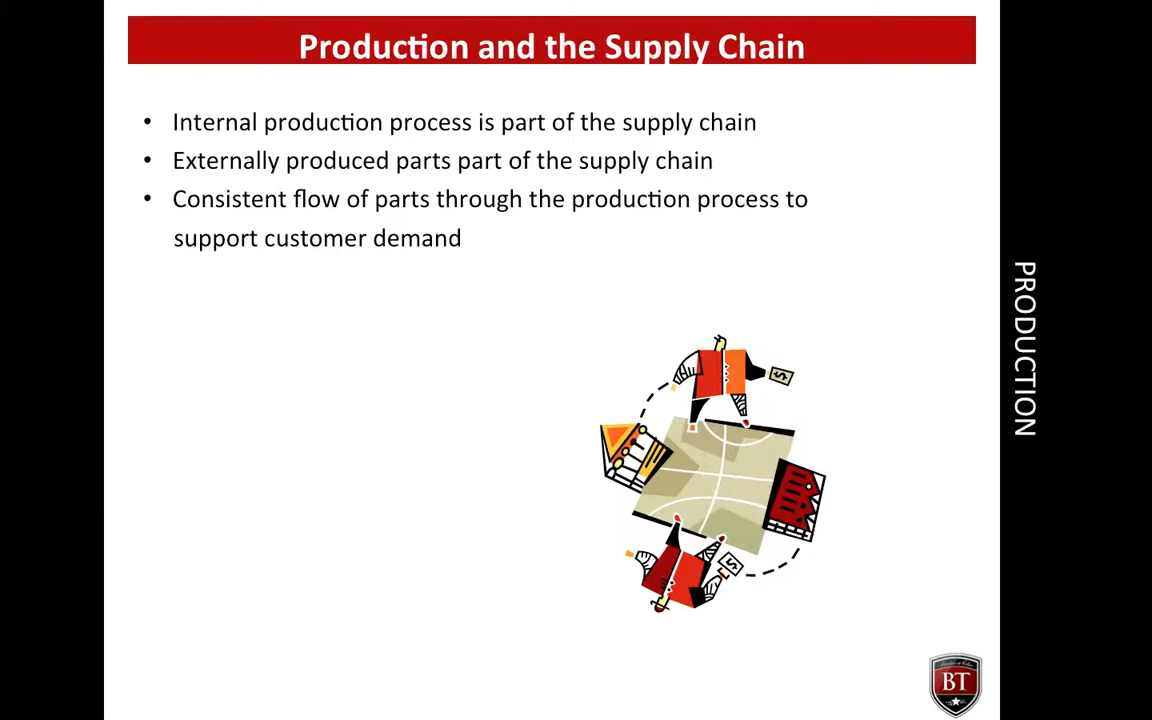 Production and the Supply Chain
• Internal production process is part of the supply chain
• Externally produced parts part of the supply chain
• Consistent flow of parts through the production process to
support customer demand
PRODUCTION
$
$
BT